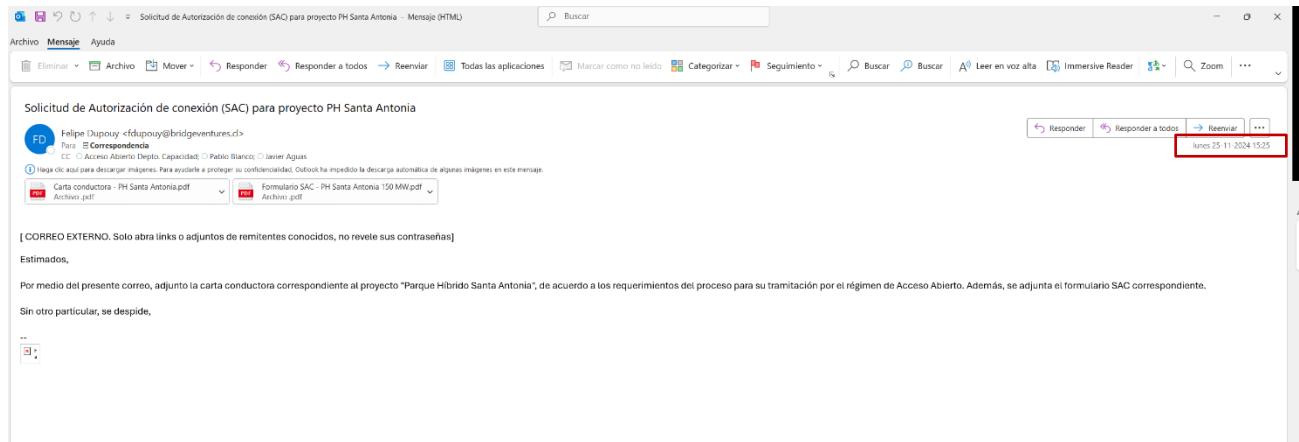 Solicitud de Autorización de conexión (SAC) para proyecto PH Santa Antonia - Mensaje (HTML)
Buscar
Archivo Mensaje Ayuda
Eliminar Archivo Mover Responder Responder a todos Reenviar Todas las aplicaciones Marcar como no leído Categorizar Seguimiento Buscar Buscar Leer en voz alta Immersive Reader Zoom
Solicitud de Autorización de conexión (SAC) para proyecto PH Santa Antonia
FD
Felipe Dupouy <fdupouy@bridgeventures.cl>
Para Correspondencia
CC Acceso Abierto Depto. Capacidad; Pablo Blanco; Javier Aguas
Responder Responder a todos Reenviar
lunes 25-11-2024 15:25
Haga clic aquí para descargar imágenes. Para ayudarle a proteger su confidencialidad, Outlook ha impedido la descarga automática de algunas imágenes en este mensaje.
PDF Carta conductora - PH Santa Antonia.pdf
Archivo .pdf
PDF Formulario SAC - PH Santa Antonia 150 MW.pdf
Archivo .pdf
[ CORREO EXTERNO. Solo abra links o adjuntos de remitentes conocidos, no revele sus contraseñas]
Estimados,
Por medio del presente correo, adjunto la carta conductora correspondiente al proyecto "Parque Híbrido Santa Antonia", de acuerdo a los requerimientos del proceso para su tramitación por el régimen de Acceso Abierto. Además, se adjunta el formulario SAC correspondiente.
Sin otro particular, se despide,
--